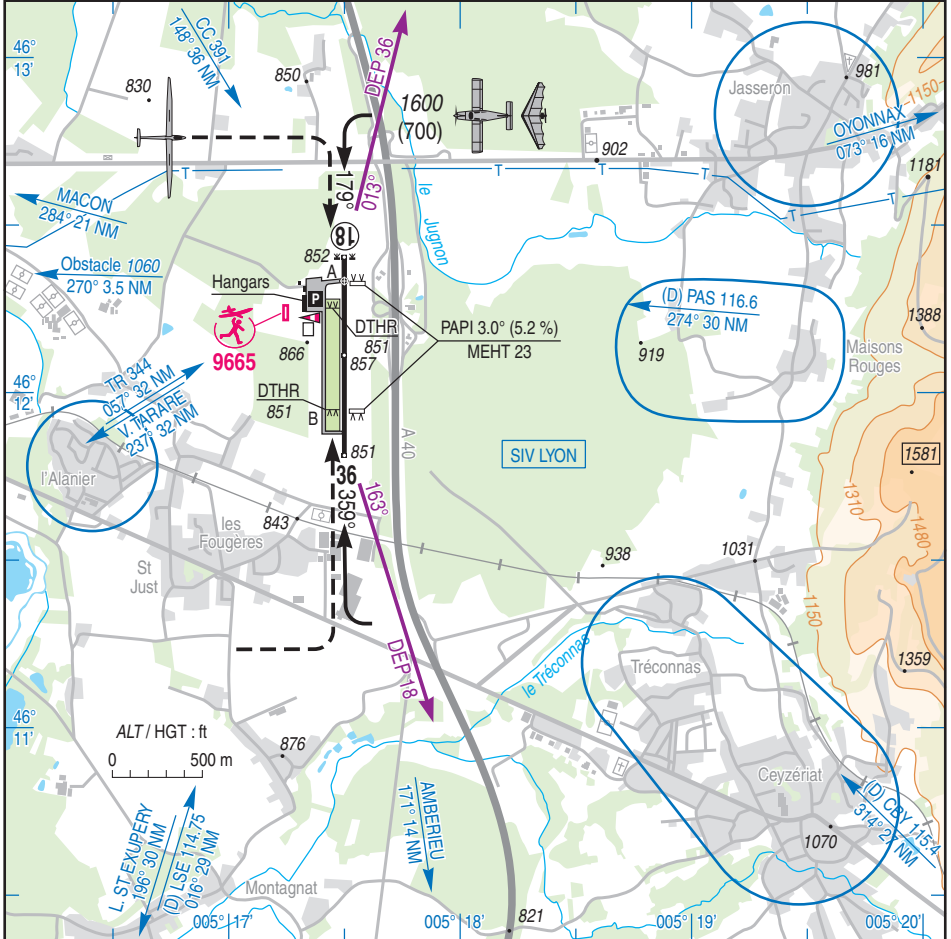 46°
13'
CC 391
148° 36 NM
830
850
DEP 36
1600
(700)
Jasseron
981
1150
OYONNAX
073° 16 NM
902
T
T
T
T
T
1181
MACON
284° 21 NM
179°
013°
le Jugnon
18
852
A
Obstacle 1060
270° 3.5 NM
Hangars
P
9665
866
DTHR
851
857
PAPI 3.0° (5.2 %)
MEHT 23
(D) PAS 116.6
274° 30 NM
919
1388
Maisons
Rouges
46°
12'
TR 344
057° 32 NM
V. TARARE
237° 32 NM
DTHR
851
B
851
A 40
SIV LYON
1581
l'Alanier
36
359°
163°
843
les
Fougères
St
Just
938
1031
1310
1480
1150
1359
DEP 18
le Tréconnas
Tréconnas
46°
11'
ALT / HGT : ft
0 500 m
876
Ceyzériat
(D) CBY 115.4
314° 27 NM
1070
AMBERIEU
171° 14 NM
L. ST EXUPERY
196° 30 NM
(D) LSE 114.75
016° 29 NM
Montagnat
821
005° 17'
005° 18'
005° 19'
005° 20'